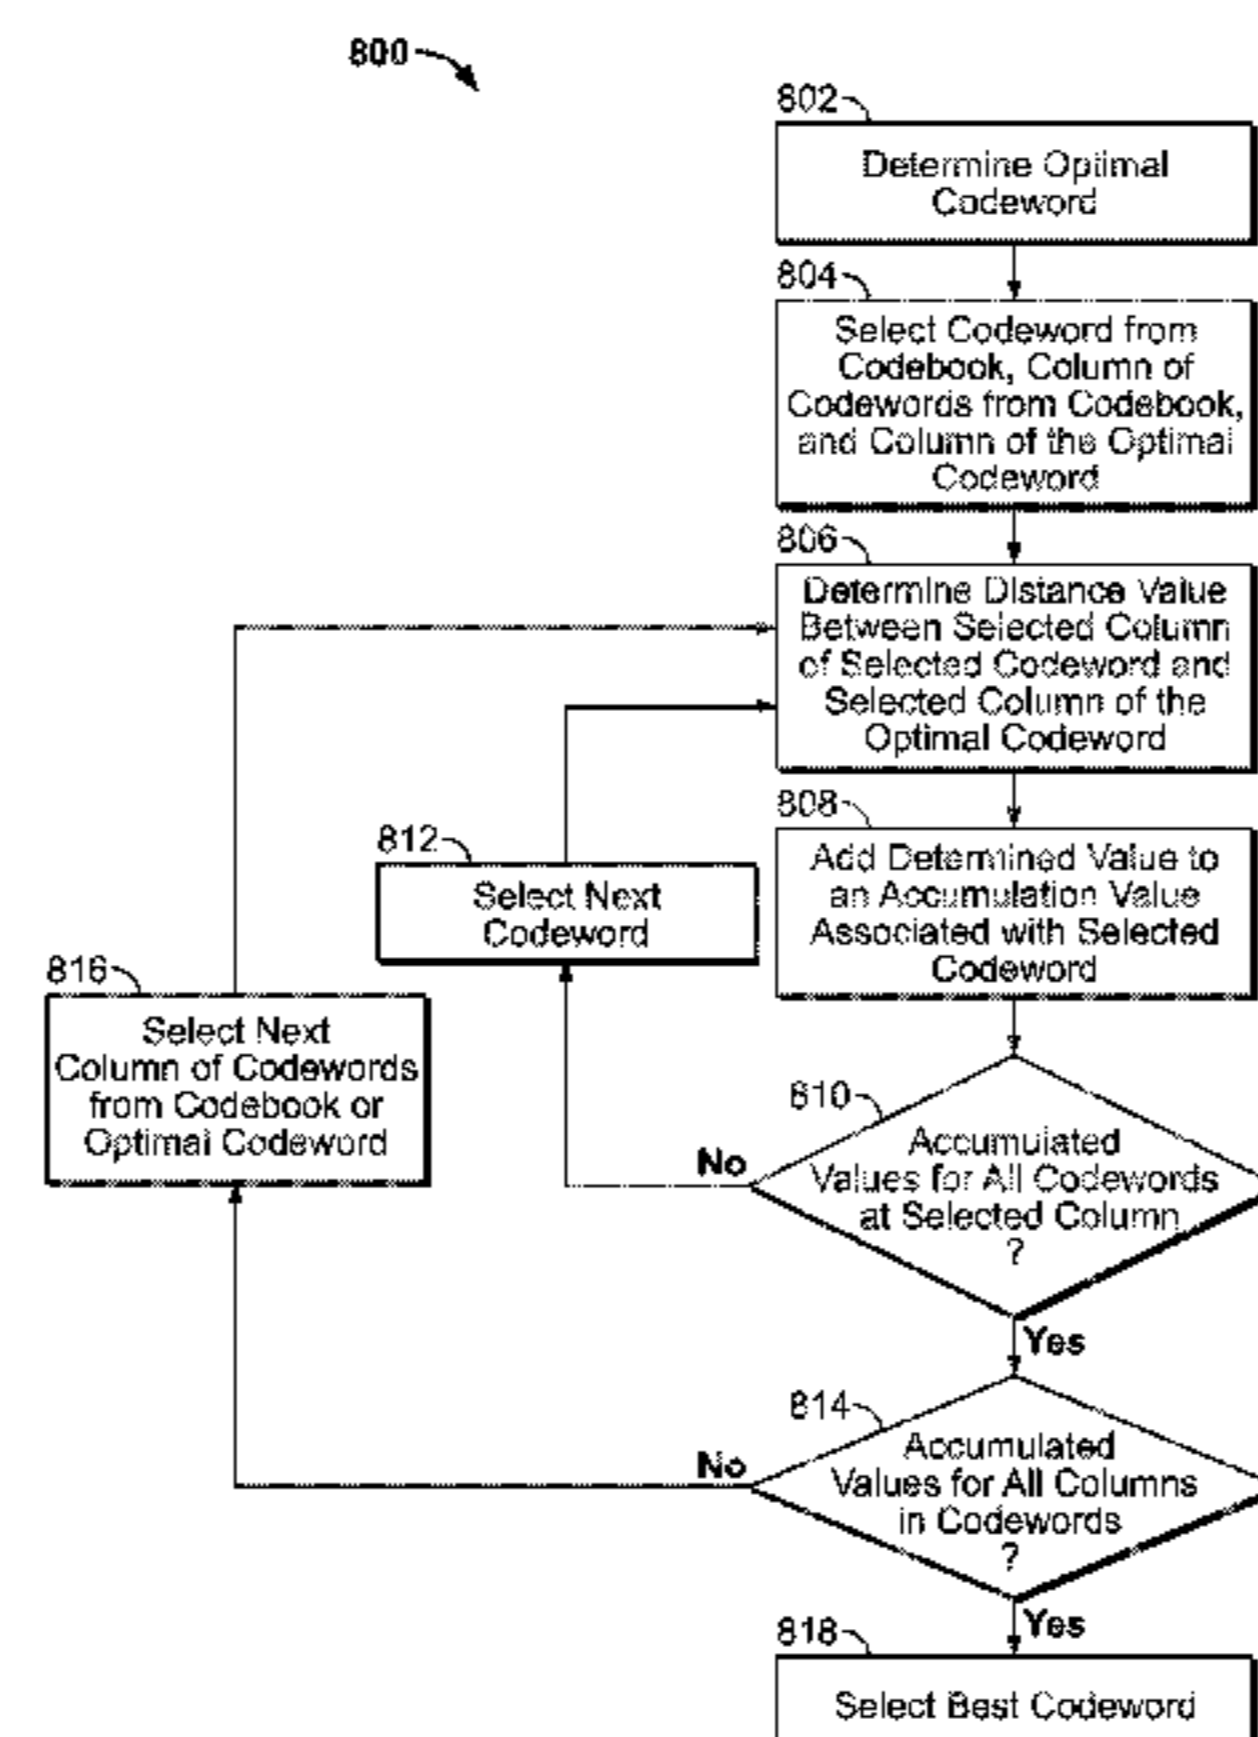 800
802
Determine Optimal
Codeword
804
Select Codeword from
Codebook, Column of
Codewords from Codebook,
and Column of the Optimal
Codeword
806
Determine Distance Value
Between Selected Column
of Selected Codeword and
Selected Column of the
Optimal Codeword
808
Add Determined Value to
an Accumulation Value
Associated with Selected
Codeword
812
Select Next
Codeword
816
Select Next
Column of Codewords
from Codebook or
Optimal Codeword
810
Accumulated
Values for All Codewords
at Selected Column
?
No
Yes
814
Accumulated
Values for All Columns
in Codewords
?
No
Yes
818
Select Best Codeword